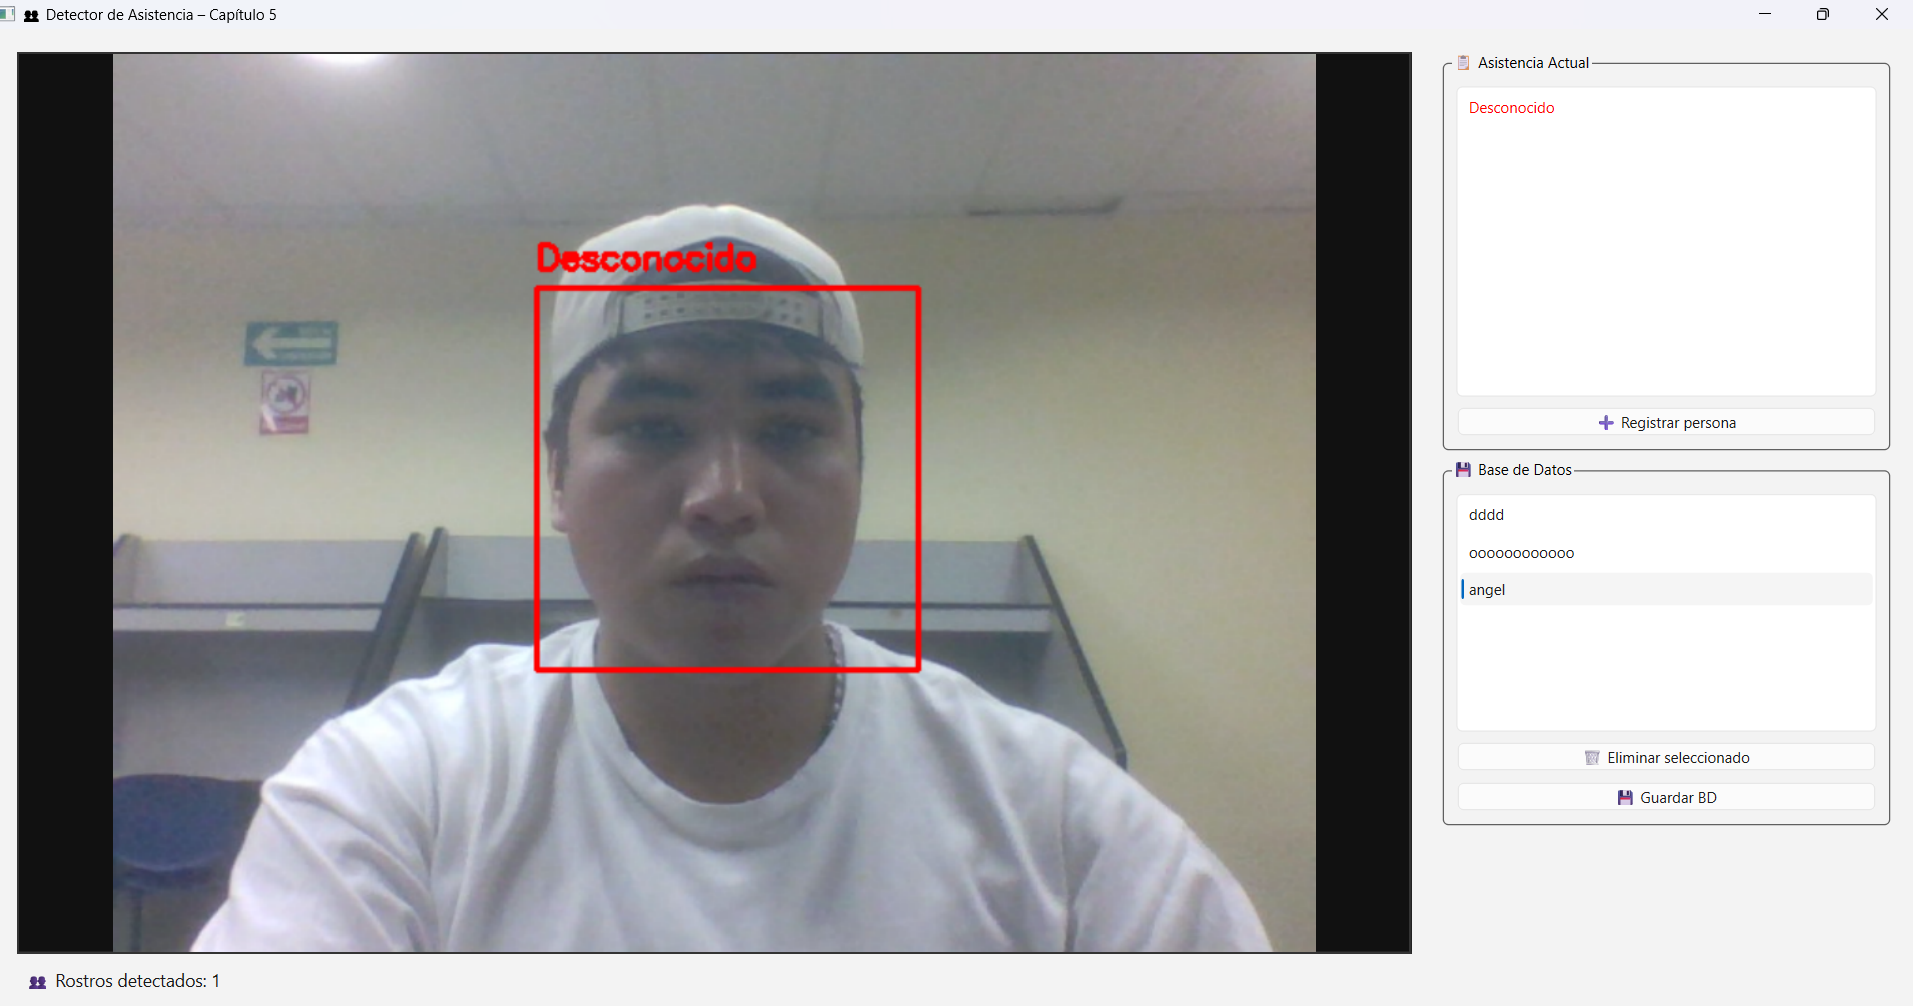 Detector de Asistencia – Capítulo 5
Desconocido
Asistencia Actual
Desconocido
Registrar persona
Base de Datos
dddd
oooooooooooo
angel
Eliminar seleccionado
Guardar BD
Rostros detectados: 1